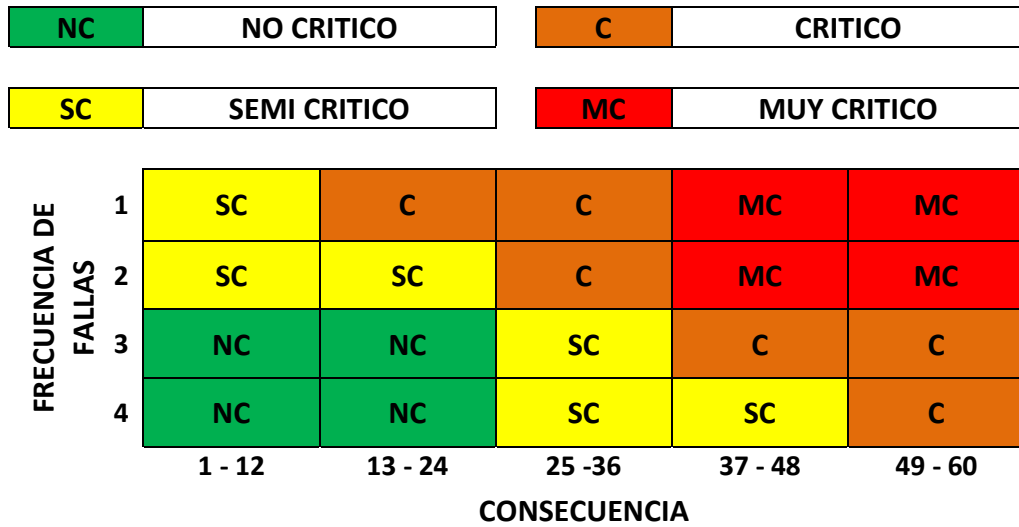 NC NO CRITICO C CRITICO
SC SEMI CRITICO MC MUY CRITICO
FRECUENCIA DE
FALLAS
1 SC C C MC MC
2 SC SC C MC MC
3 NC NC SC C C
4 NC NC SC SC C
1 - 12 13 - 24 25 -36 37 - 48 49 - 60
CONSECUENCIA